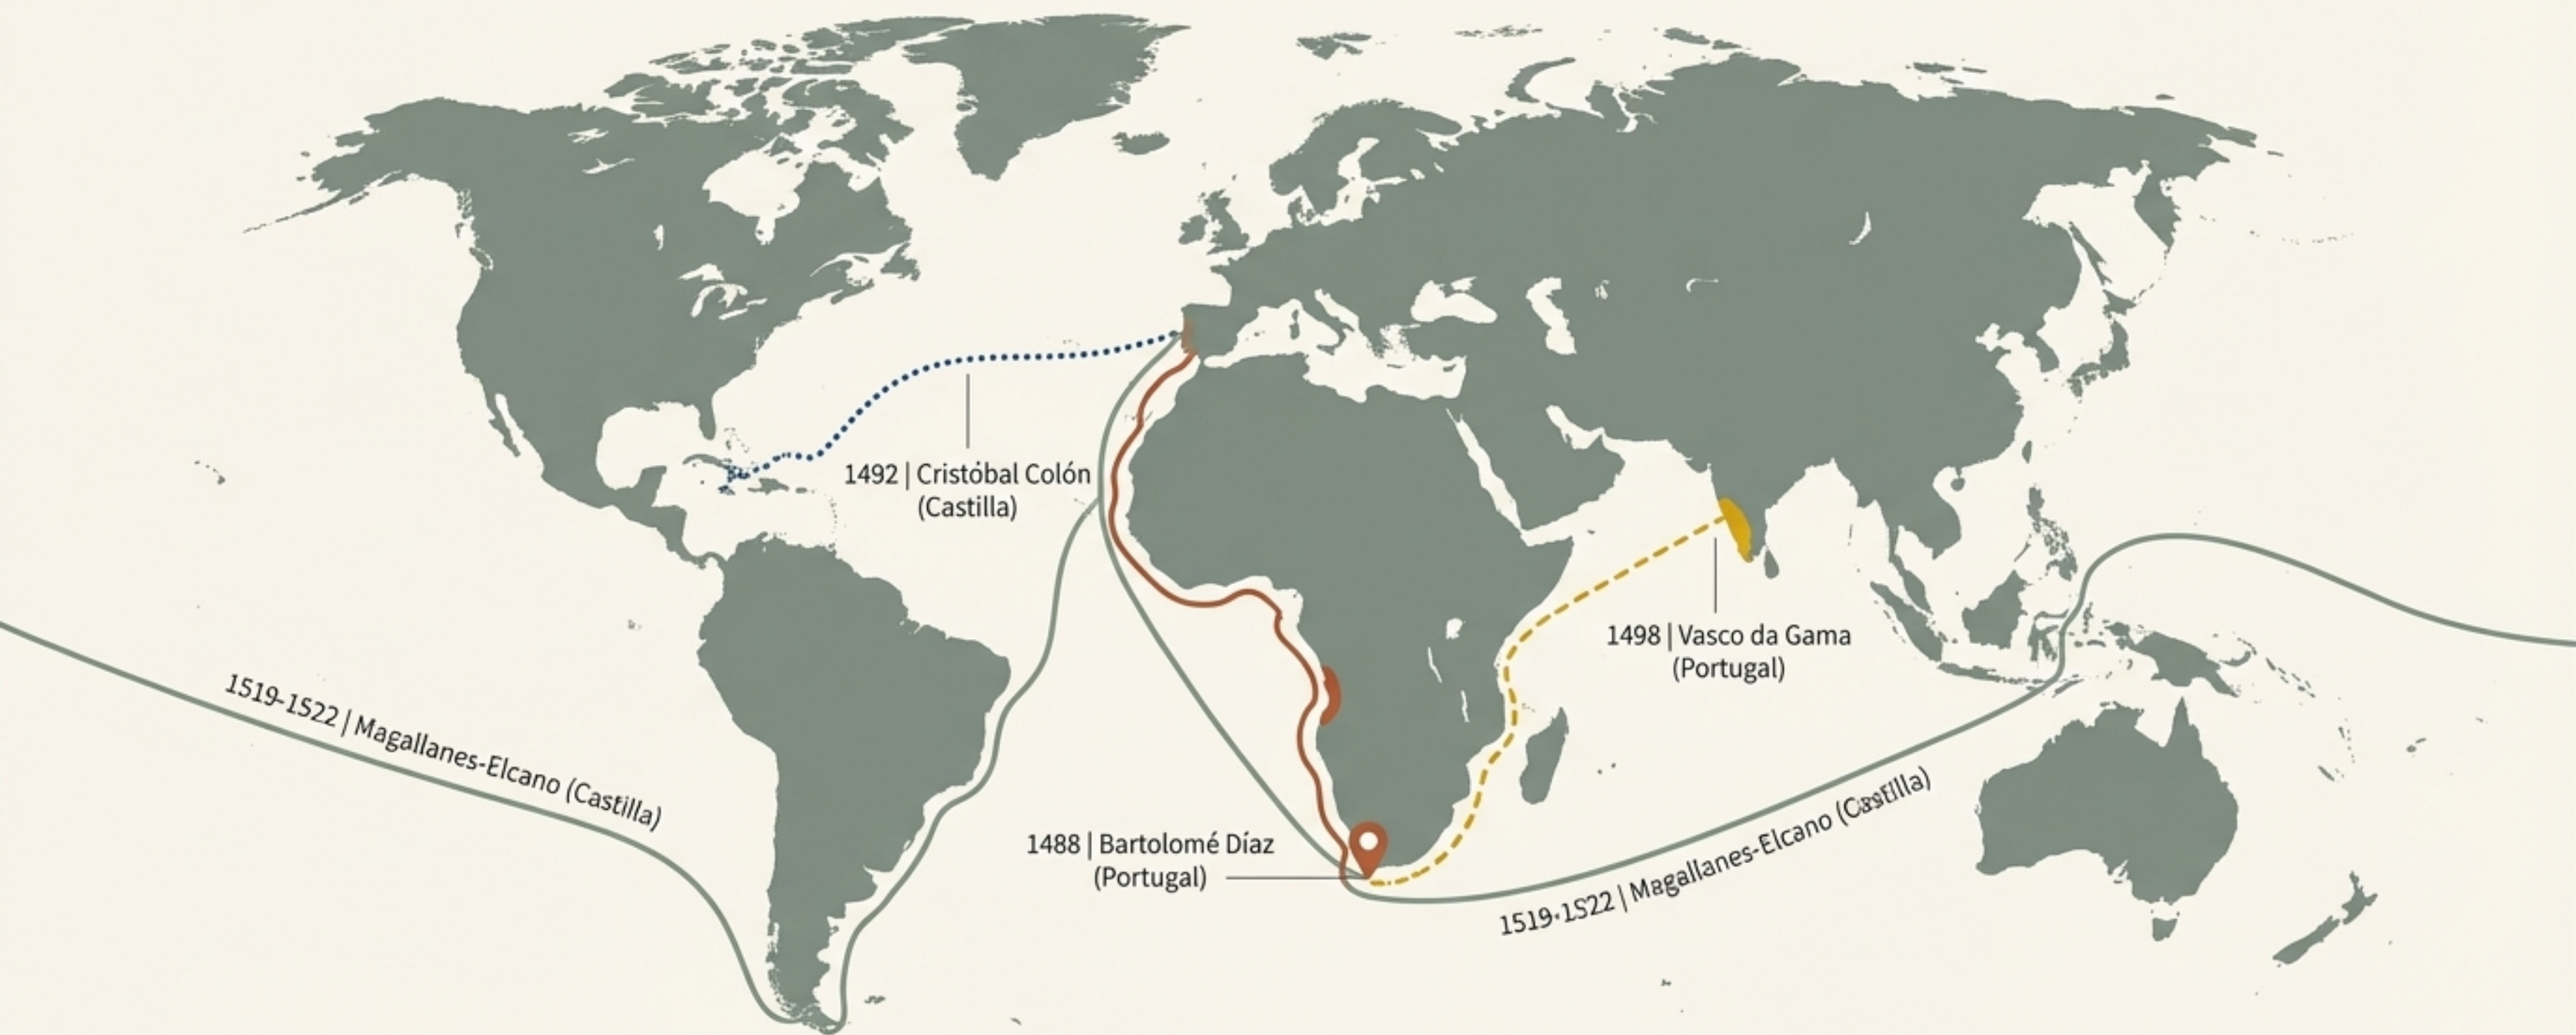 1492 | Cristóbal Colón
(Castilla)
1498 | Vasco da Gama
(Portugal)
1519-1522 | Magallanes-Elcano (Castilla)
1488 | Bartolomé Díaz
(Portugal)
1519-1522 | Magallanes-Elcano (Castilla)